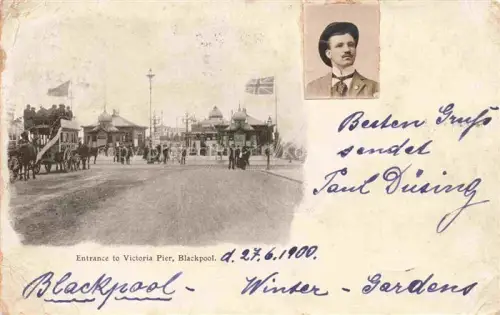 Besten Gruß
sendet
Paul Düsing
Entrance to Victoria Pier, Blackpool.
d. 27.6.1900.
Blackpool - Winter - Gardens